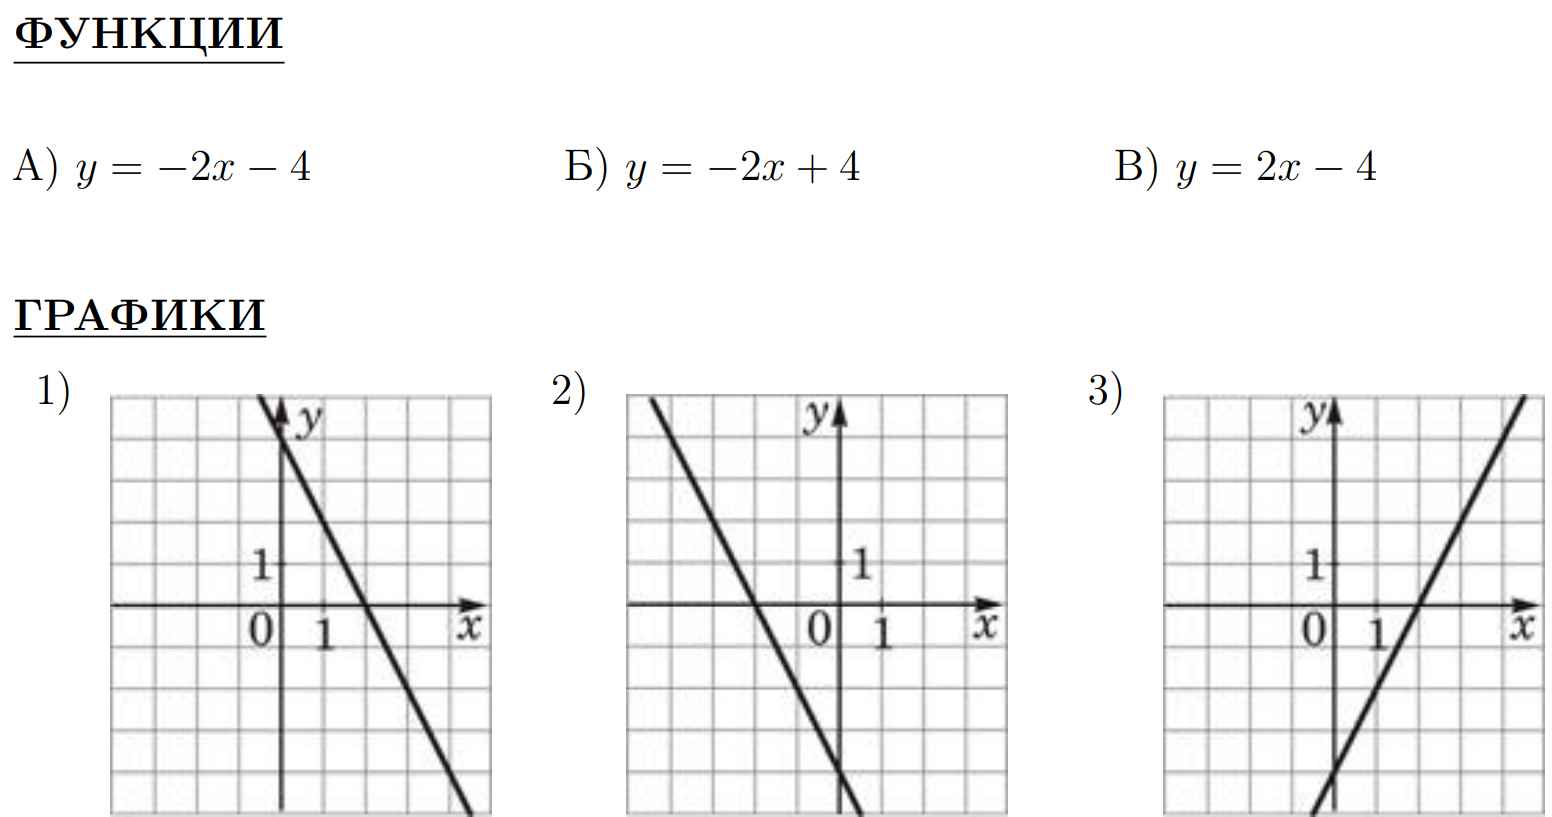 ФУНКЦИИ
А) y = −2x − 4 Б) y = −2x + 4 В) y = 2x − 4
ГРАФИКИ
1) 2) 3)
y y y
1 1 1
0 1 x 0 1 x 0 1 x